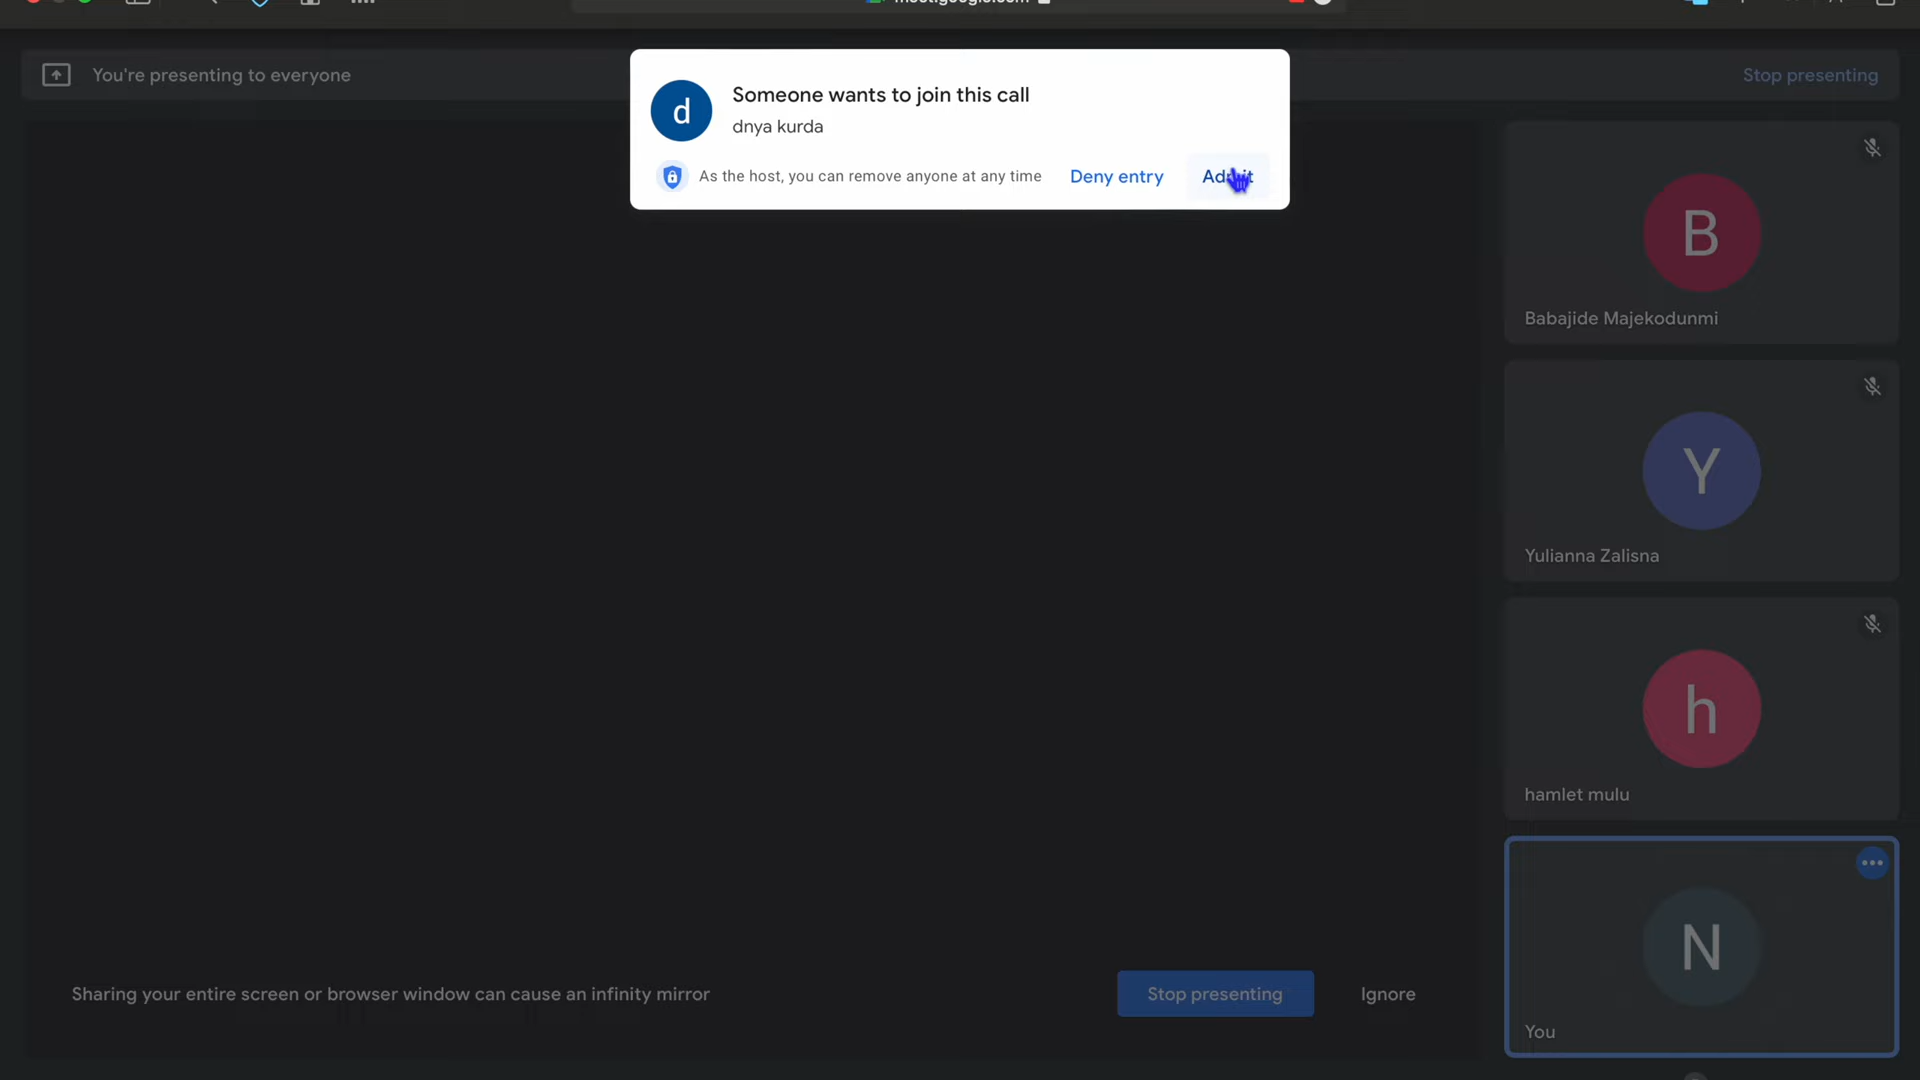 You're presenting to everyone
Stop presenting
d
Someone wants to join this call
dnya kurda
As the host, you can remove anyone at any time
Deny entry
B
Babajide Majekodunmi
Y
Yulianna Zalisna
h
hamlet mulu
N
You
Sharing your entire screen or browser window can cause an infinity mirror
Stop presenting
Ignore